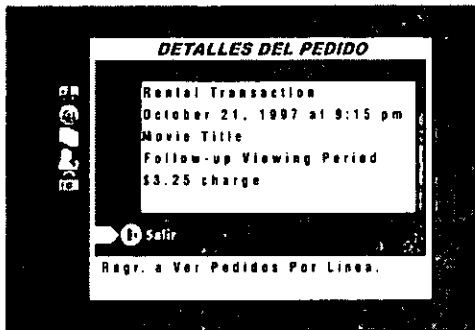 DETALLES DEL PEDIDO
Rental Transaction
October 21, 1997 at 9:15 pm
Movie Title
Follow-up Viewing Period
$3.25 charge
Salir
Regr. a Ver Pedidos Por Linea.